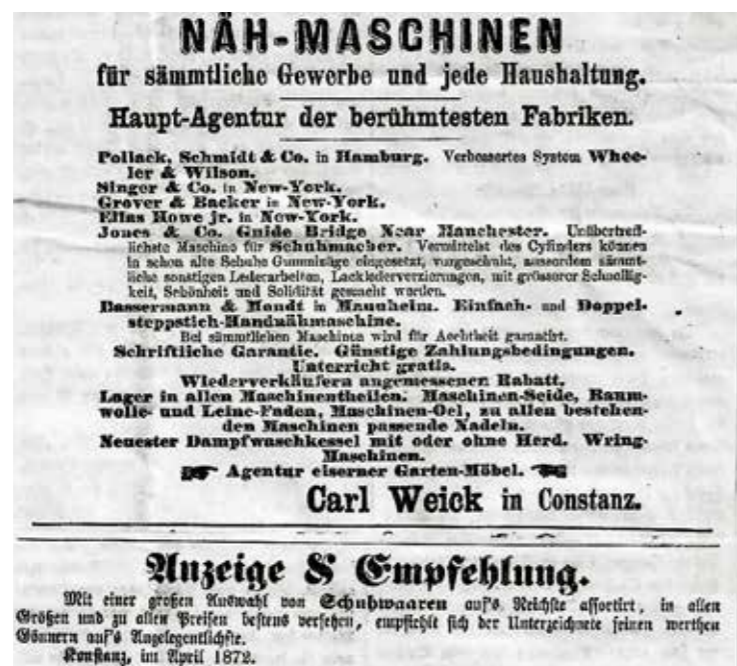 NÄH-MASCHINEN
für sämmtliche Gewerbe und jede Haushaltung.
Haupt-Agentur der berühmtesten Fabriken.
Pollack, Schmidt & Co. in Hamburg. Verbessertes System Whee-
ler & Wilson.
Singer & Co. in New-York.
Grover & Backer in New-York.
Elias Howe jr. in New-York.
Jones & Co. Guide Bridge Near Manchester. Unübertreff-
lichste Maschine für Schuhmacher. Vermittelst des Cylinders können
in schon alte Schuhe Gummizüge eingesetzt, vorgeschuht, ausserdem sämmt-
liche sonstigen Lederarbeiten, Lacklederverzierungen, mit grösserer Schnellig-
keit, Schönheit und Solidität gemacht werden.
Bassermann & Mondt in Mannheim. Einfach- und Doppel-
steppstich-Handnähmaschine.
Bei sämmtlichen Maschinen wird für Aechtheit garantirt.
Schriftliche Garantie. Günstige Zahlungsbedingungen.
Unterricht gratis.
Wiederverkäufern angemessenen Rabatt.
Lager in allen Maschinentheilen. Maschinen-Seide, Baum-
wolle- und Leine-Faden, Maschinen-Oel, zu allen bestehen-
den Maschinen passende Nadeln.
Neuester Dampfwaschkessel mit oder ohne Herd. Wring-
Maschinen.
Agentur eiserner Garten-Möbel.
Carl Weick in Constanz.
Anzeige & Empfehlung.
Mit einer großen Auswahl von Schuhwaaren auf's Reichste assortirt, in allen
Größen und zu allen Preisen bestens versehen, empfiehlt sich der Unterzeichnete seinen werthen
Gönnern auf's Angelegentlichste.
Konstanz, im April 1872.